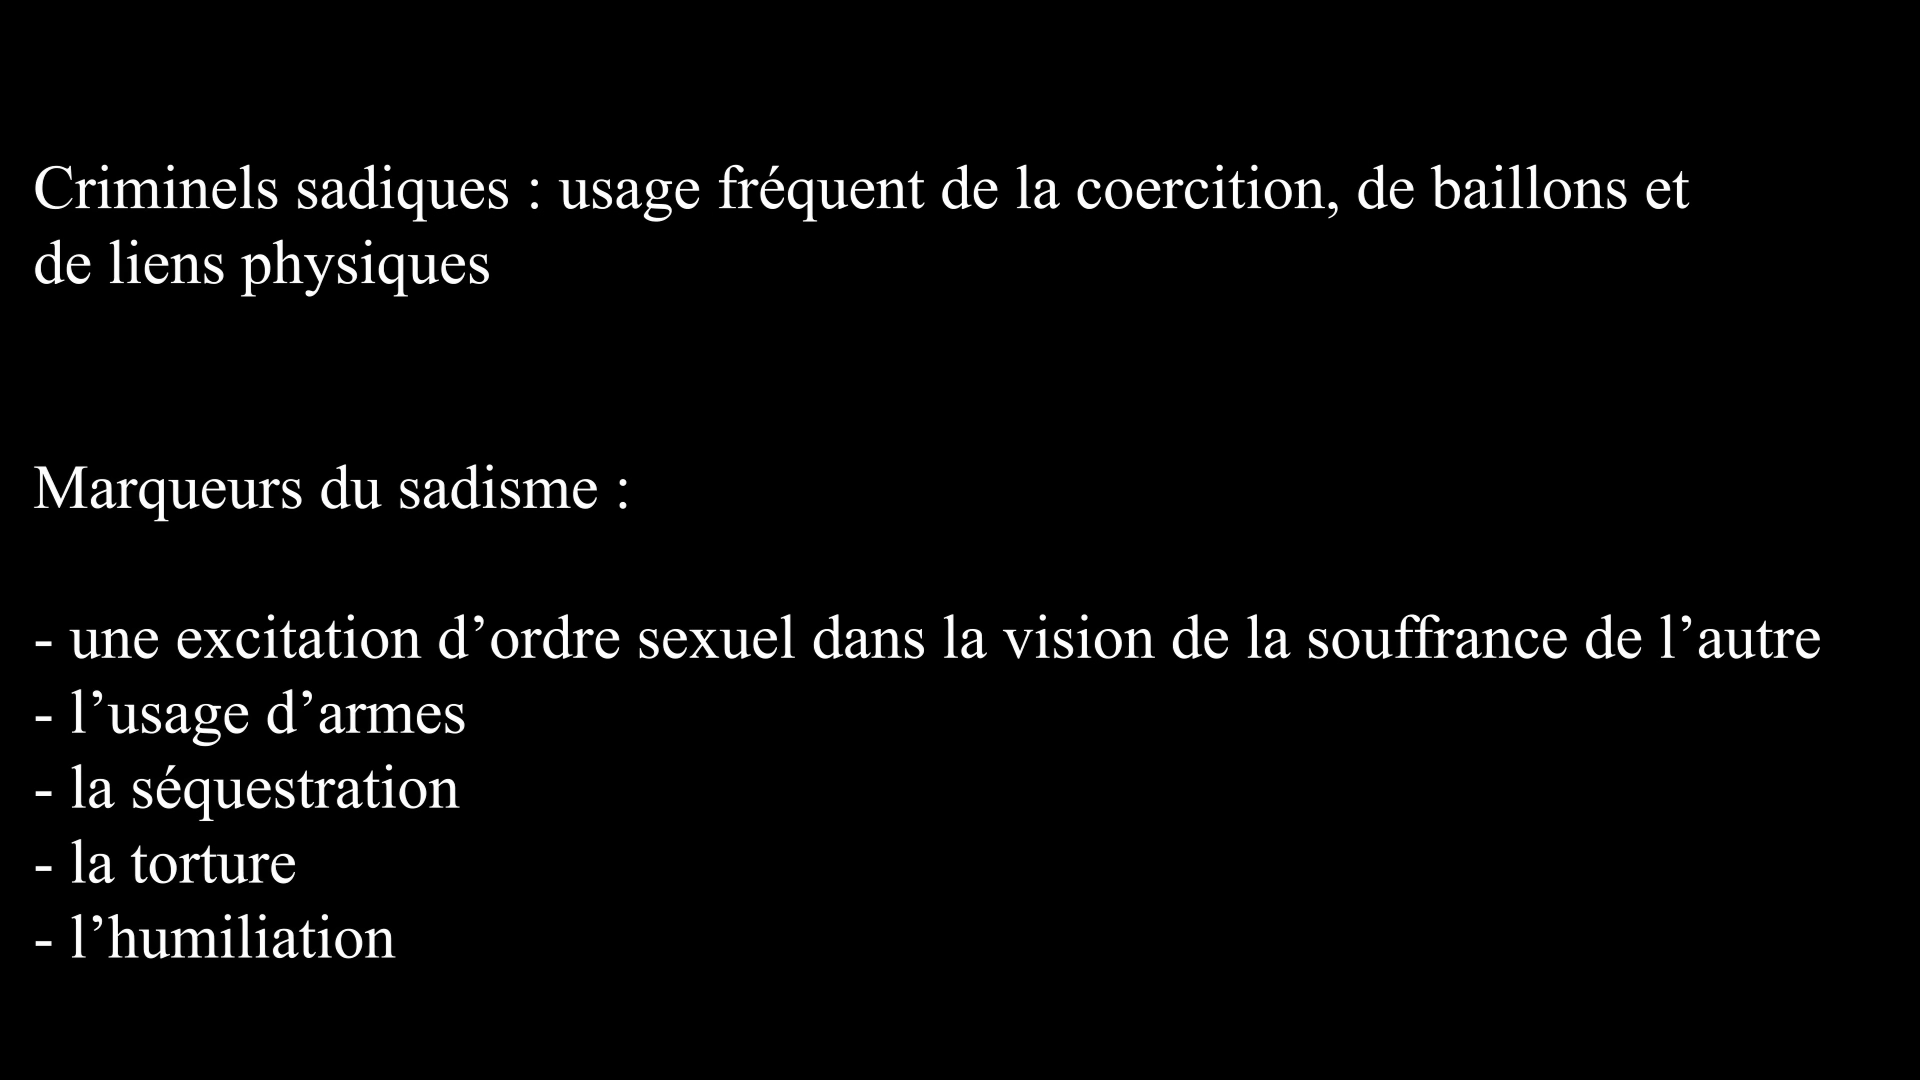 Criminels sadiques : usage fréquent de la coercition, de baillons et
de liens physiques
Marqueurs du sadisme :
- une excitation d’ordre sexuel dans la vision de la souffrance de l’autre
- l’usage d’armes
- la séquestration
- la torture
- l’humiliation